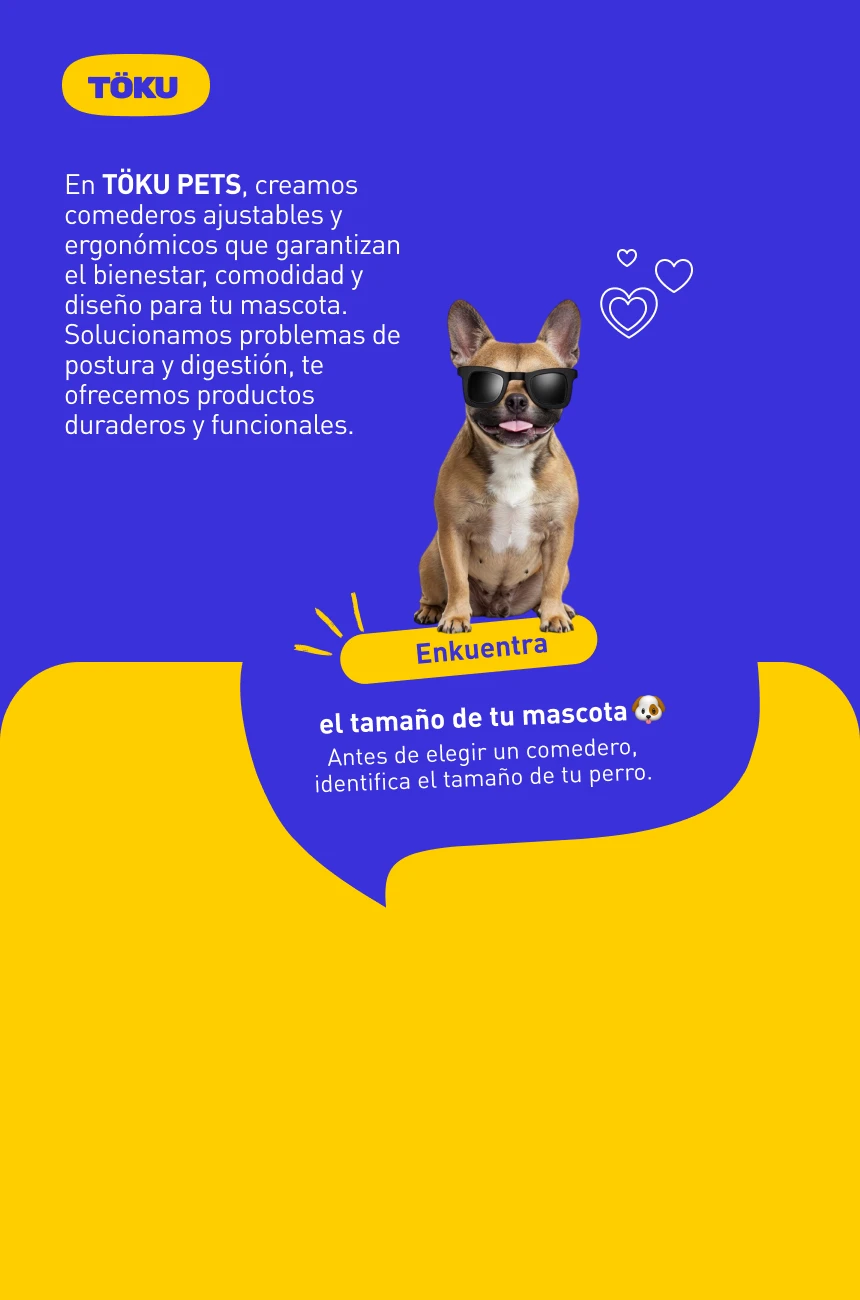 TÖKU
En TÖKU PETS, creamos
comederos ajustables y
ergonómicos que garantizan
el bienestar, comodidad y
diseño para tu mascota.
Solucionamos problemas de
postura y digestión, te
ofrecemos productos
duraderos y funcionales.
Enkuentra
el tamaño de tu mascota
Antes de elegir un comedero,
identifica el tamaño de tu perro.